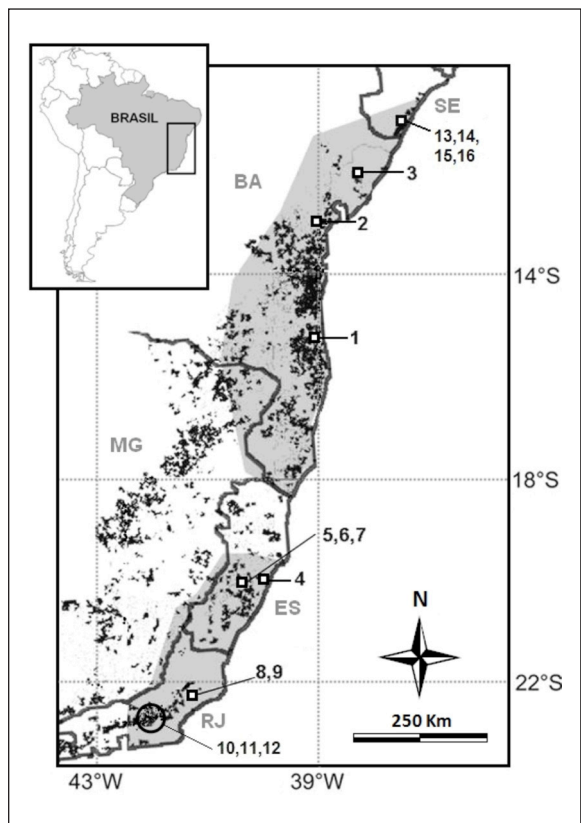 BRASIL
SE
13,14,
15,16
BA
3
2
14°S
1
MG
18°S
5,6,7
4
ES
N
8,9
22°S
RJ
250 Km
10,11,12
43°W
39°W